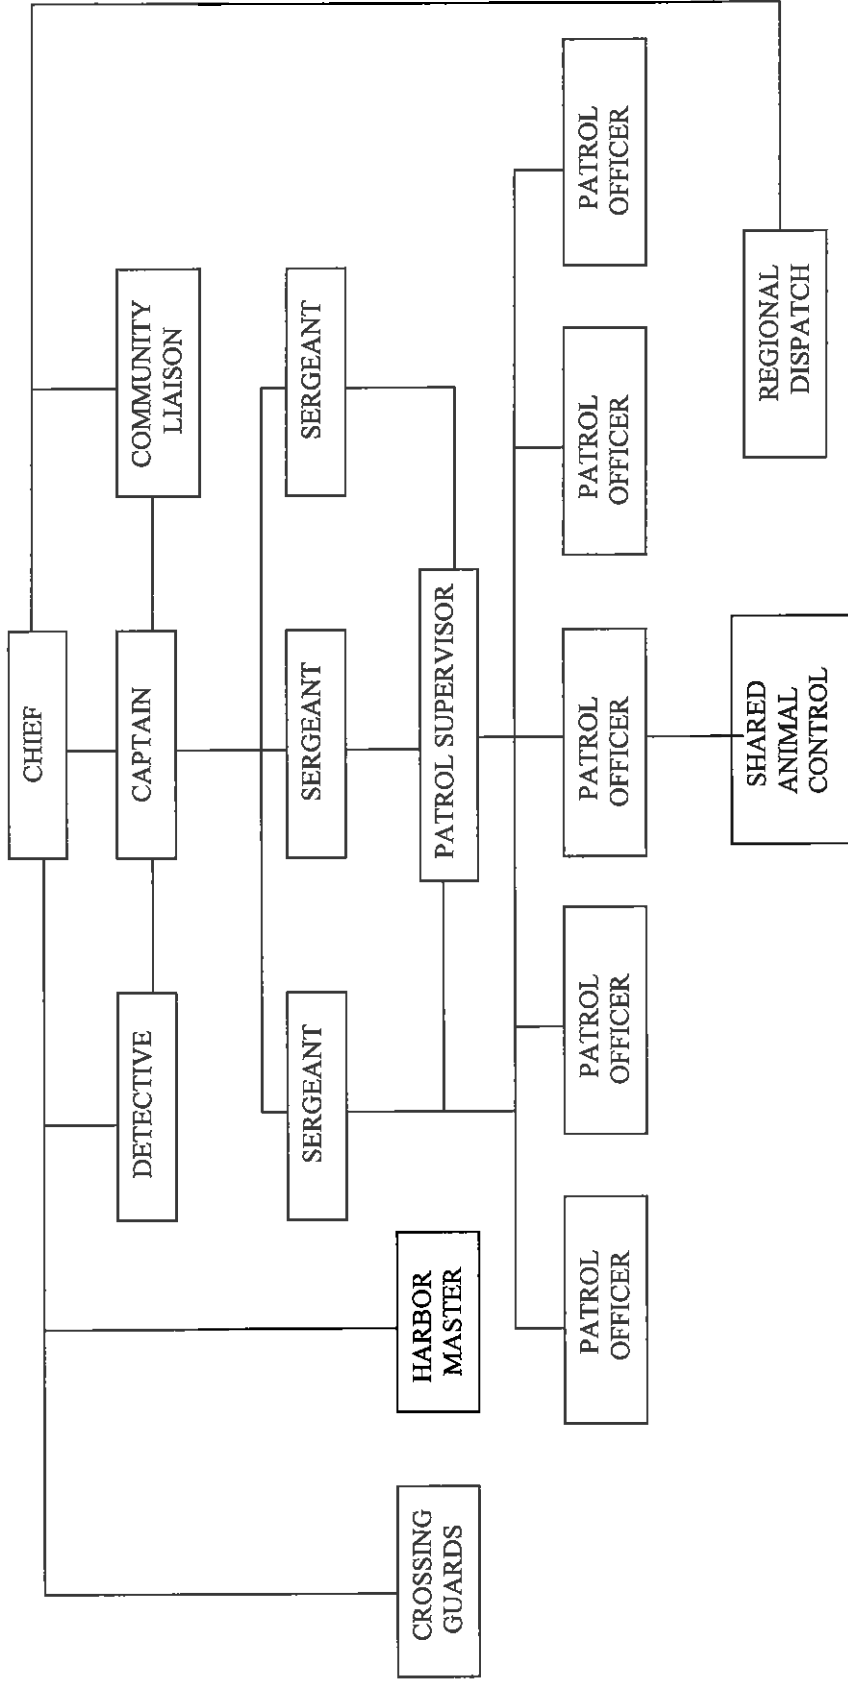 CHIEF
DETECTIVE
CAPTAIN
COMMUNITY
LIAISON
SERGEANT
SERGEANT
SERGEANT
CROSSING
GUARDS
HARBOR
MASTER
PATROL SUPERVISOR
PATROL
OFFICER
PATROL
OFFICER
PATROL
OFFICER
PATROL
OFFICER
PATROL
OFFICER
SHARED
ANIMAL
CONTROL
REGIONAL
DISPATCH